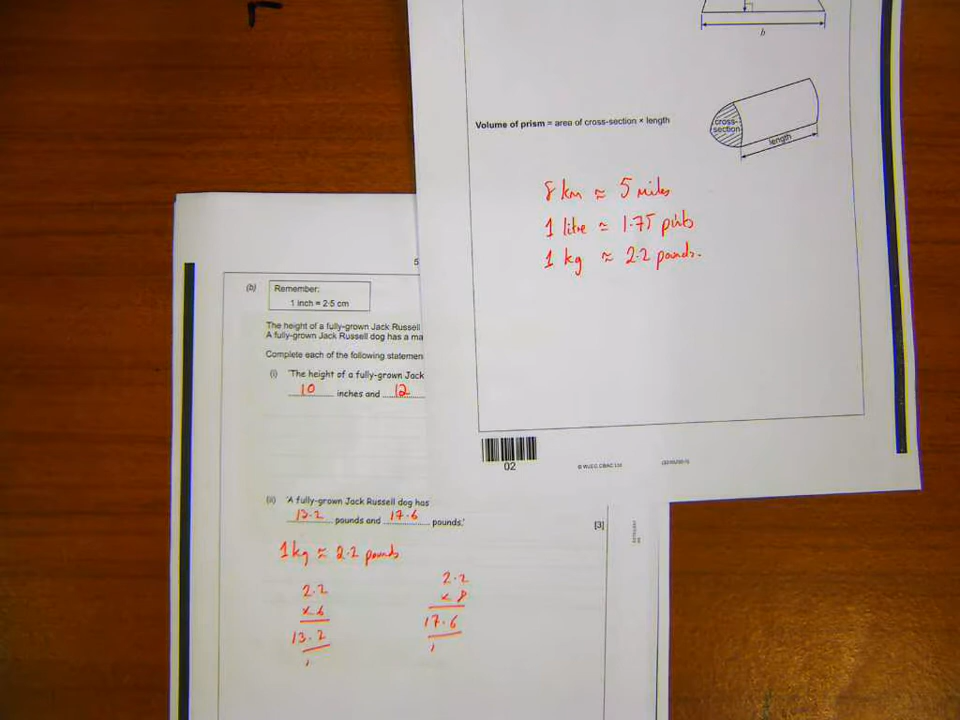 h
Volume of prism = area of cross-section × length
cross-
section
length
8 km ≈ 5 miles
1 litre ≈ 1.75 pints
1 kg ≈ 2.2 pounds.
02
© WJEC CBAC Ltd.
5
(b) Remember:
1 inch = 2·5 cm
The height of a fully-grown Jack Russell
A fully-grown Jack Russell dog has a ma
Complete each of the following statemen
(i) 'The height of a fully-grown Jack
10 inches and 12
(ii) 'A fully-grown Jack Russell dog has
13.2 pounds and 17.6 pounds.'
[3]
1kg ≈ 2.2 pounds
2.2
× 6
13.2
1
2.2
× 8
17.6
1